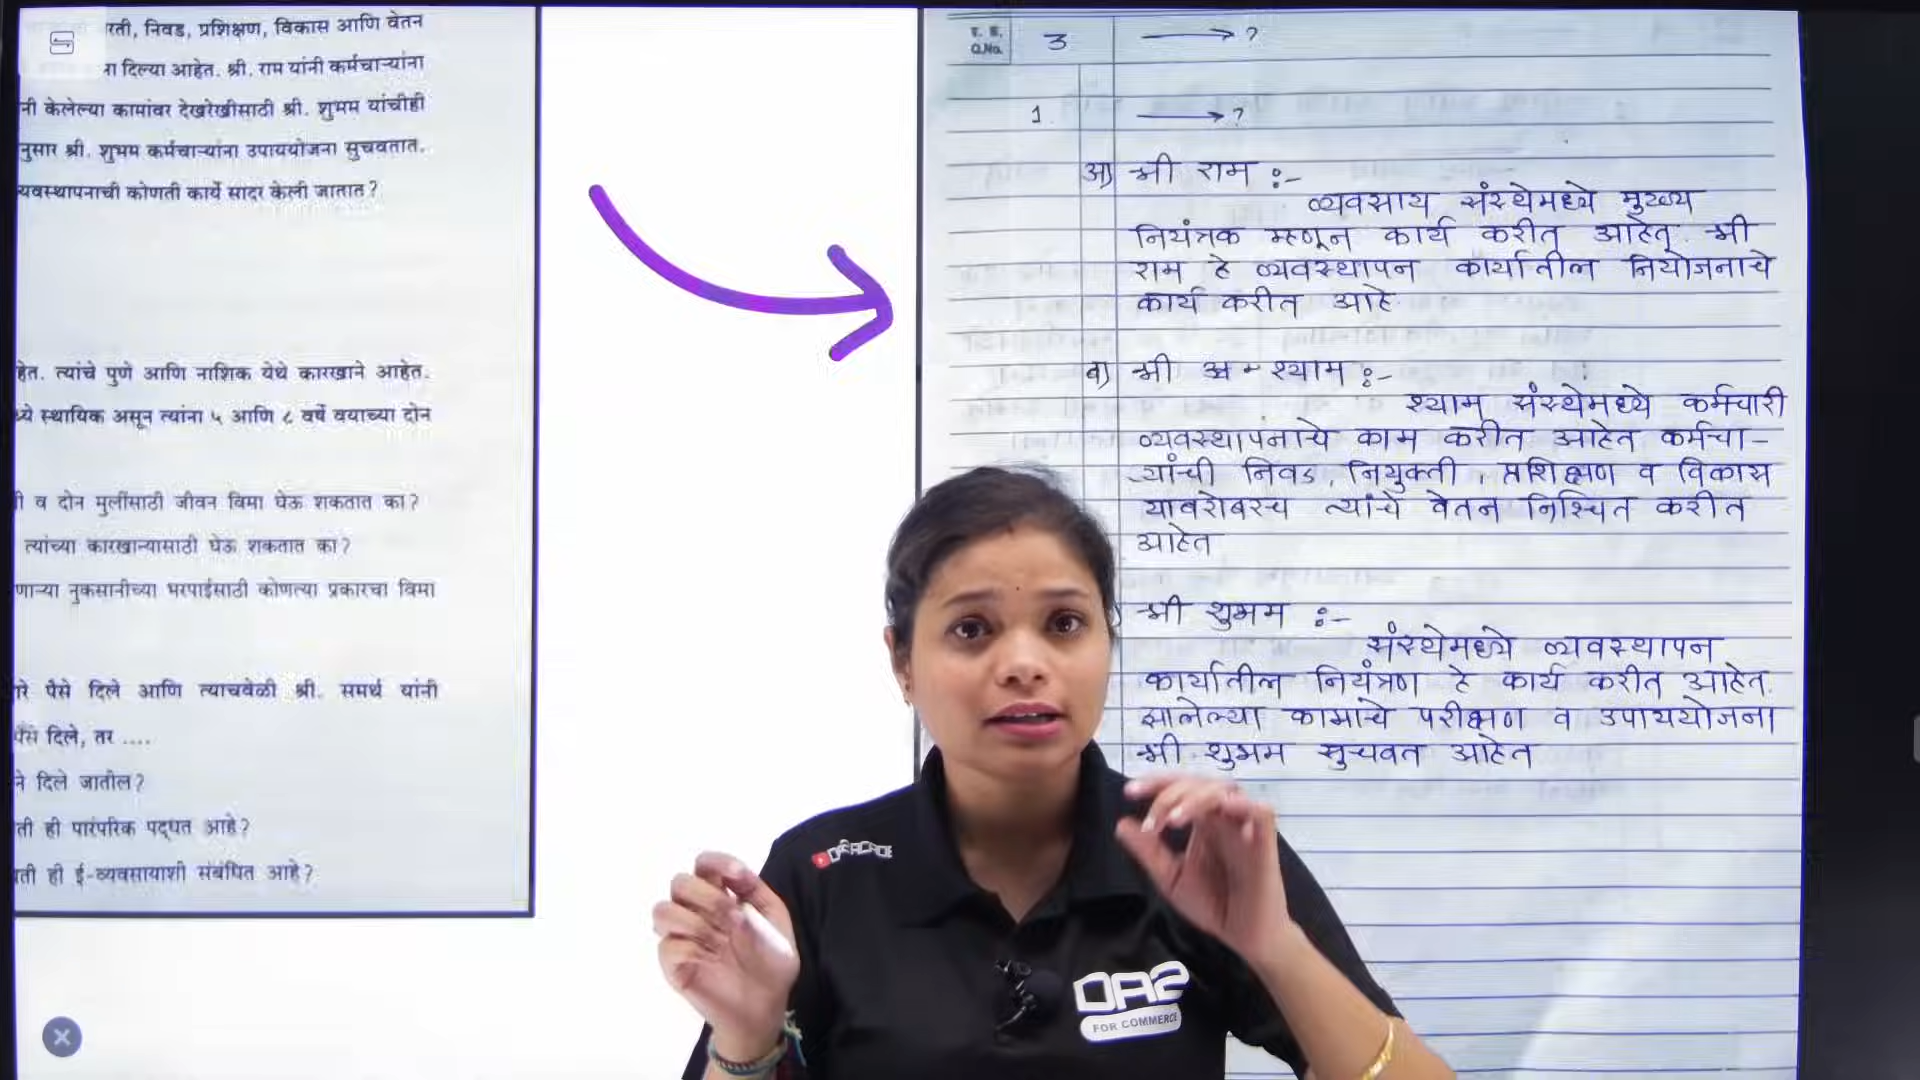 रती, निवड, प्रशिक्षण, विकास आणि वेतन
ना दिल्या आहेत. श्री. राम यांनी कर्मचाऱ्यांना
नी केलेल्या कामांवर देखरेखीसाठी श्री. शुभम यांचीही
नुसार श्री. शुभम कर्मचाऱ्यांना उपाययोजना सुचवतात.
यवस्थापनाची कोणती कार्ये सादर केली जातात?
हेत. त्यांचे पुणे आणि नाशिक येथे कारखाने आहेत.
ध्ये स्थायिक असून त्यांना ५ आणि ८ वर्षे वयाच्या दोन
ी व दोन मुलींसाठी जीवन विमा घेऊ शकतात का?
त्यांच्या कारखान्यासाठी घेऊ शकतात का?
णाऱ्या नुकसानीच्या भरपाईसाठी कोणत्या प्रकारचा विमा
ारे पैसे दिले आणि त्याचवेळी श्री. समर्थ यांनी
पैसे दिले, तर ....
ने दिले जातील?
ती ही पारंपरिक पद्धत आहे?
ती ही ई-व्यवसायाशी संबंधित आहे?
Q.No. 3 → ?
1 → ?
अ) श्री राम :-
व्यवसाय संस्थेमध्ये मुख्य
नियंत्रक म्हणून कार्य करीत आहेत. श्री
राम हे व्यवस्थापन कार्यातील नियोजनाचे
कार्य करीत आहे.
ब) श्री श्याम :-
श्याम संस्थेमध्ये कर्मचारी
व्यवस्थापनाचे काम करीत आहेत कर्मचा-
यांची निवड, नियुक्ती, प्रशिक्षण व विकास
याबरोबरच त्यांचे वेतन निश्चित करीत
आहेत
श्री शुभम :-
संस्थेमध्ये व्यवस्थापन
कार्यातील नियंत्रण हे कार्य करीत आहेत.
झालेल्या कामाचे परीक्षण व उपाययोजना
श्री. शुभम सुचवत आहेत
DA2
FOR COMMERCE